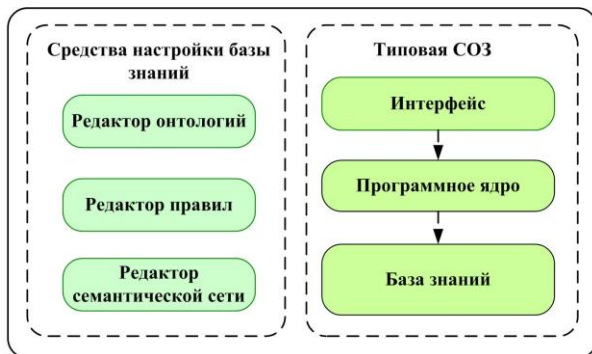 Средства настройки базы
знаний
Редактор онтологий
Редактор правил
Редактор
семантической сети
Типовая СОЗ
Интерфейс
Программное ядро
База знаний